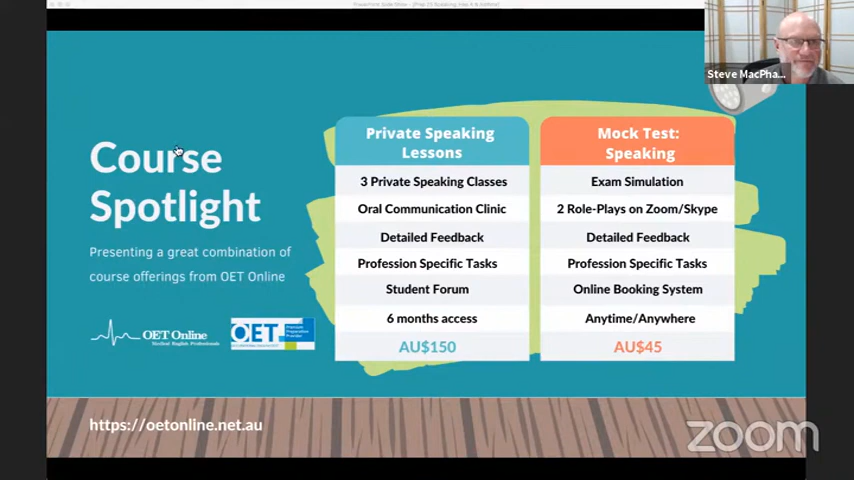 Steve MacPha...
Course
Spotlight
Presenting a great combination of
course offerings from OET Online
OET Online
OET
Private Speaking
Lessons
3 Private Speaking Classes
Oral Communication Clinic
Detailed Feedback
Profession Specific Tasks
Student Forum
6 months access
AU$150
Mock Test:
Speaking
Exam Simulation
2 Role-Plays on Zoom/Skype
Detailed Feedback
Profession Specific Tasks
Online Booking System
Anytime/Anywhere
AU$45
https://oetonline.net.au
zoom